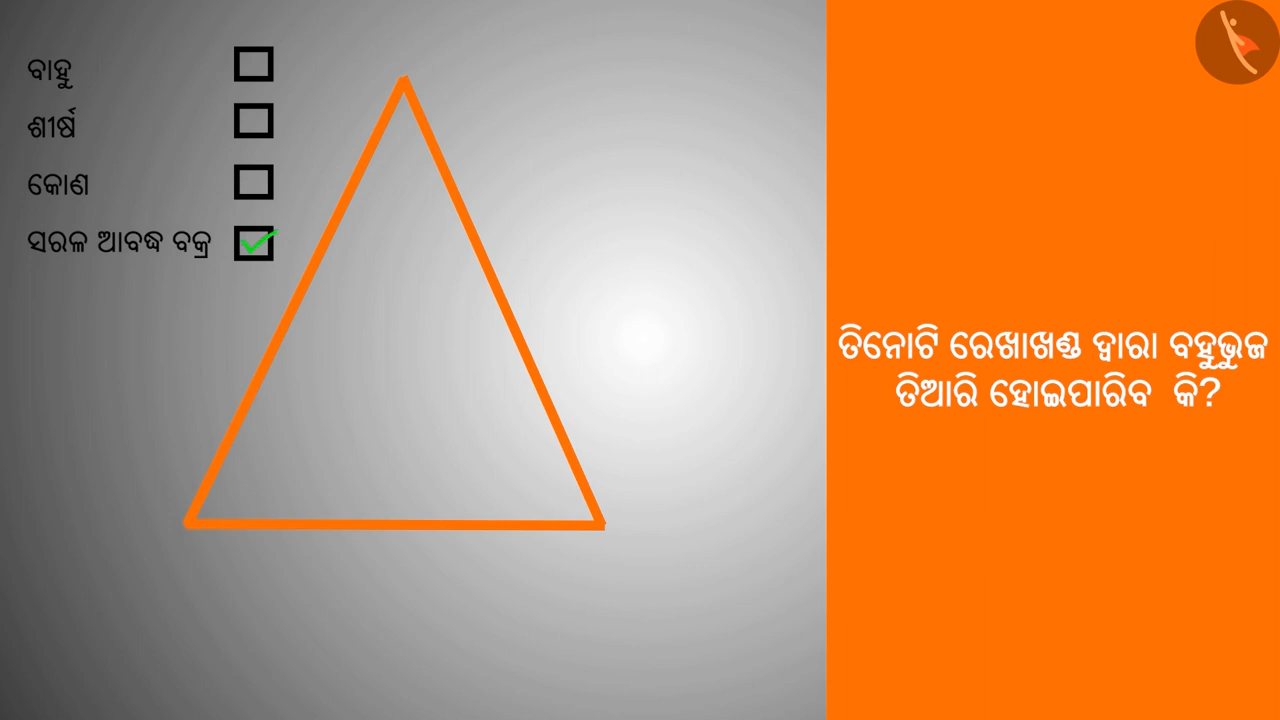 ବାହୁ
ଶୀର୍ଷ
କୋଣ
ସରଳ ଆବଦ୍ଧ ବକ୍ର
ତିନୋଟି ରେଖାଖଣ୍ଡ ଦ୍ୱାରା ବହୁଭୁଜ
ତିଆରି ହୋଇପାରିବ କି?